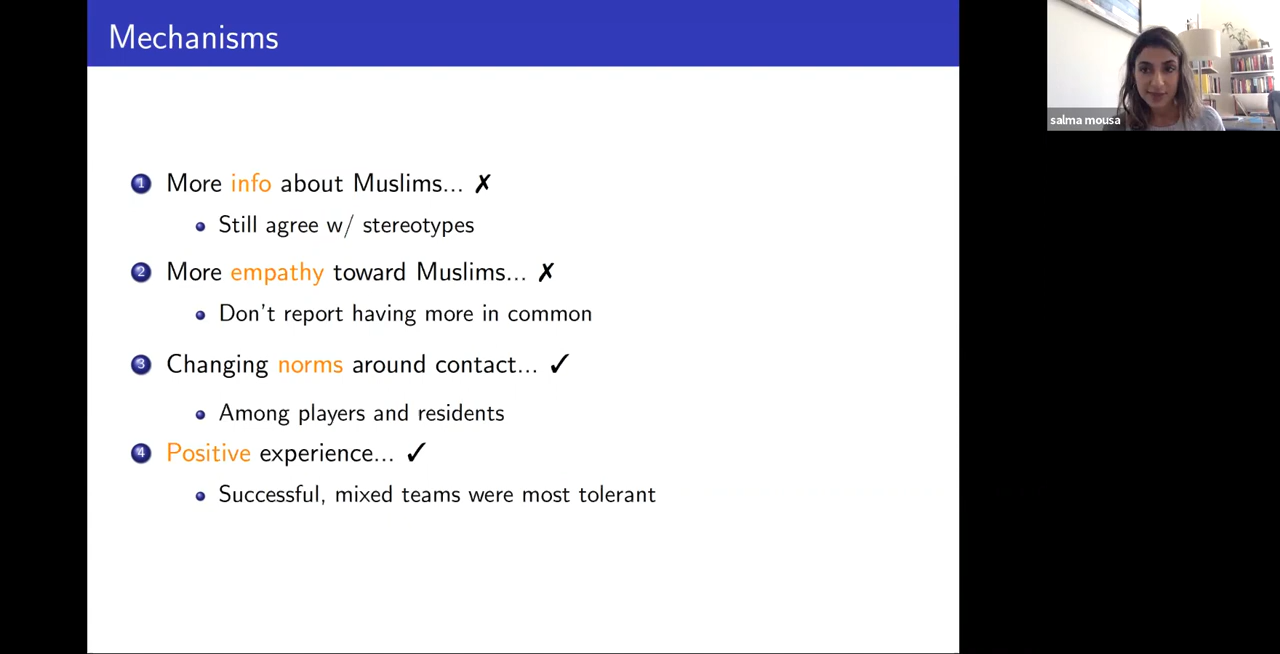 Mechanisms
salma mousa
1 More info about Muslims... ✗
• Still agree w/ stereotypes
2 More empathy toward Muslims... ✗
• Don't report having more in common
3 Changing norms around contact... ✓
• Among players and residents
4 Positive experience... ✓
• Successful, mixed teams were most tolerant